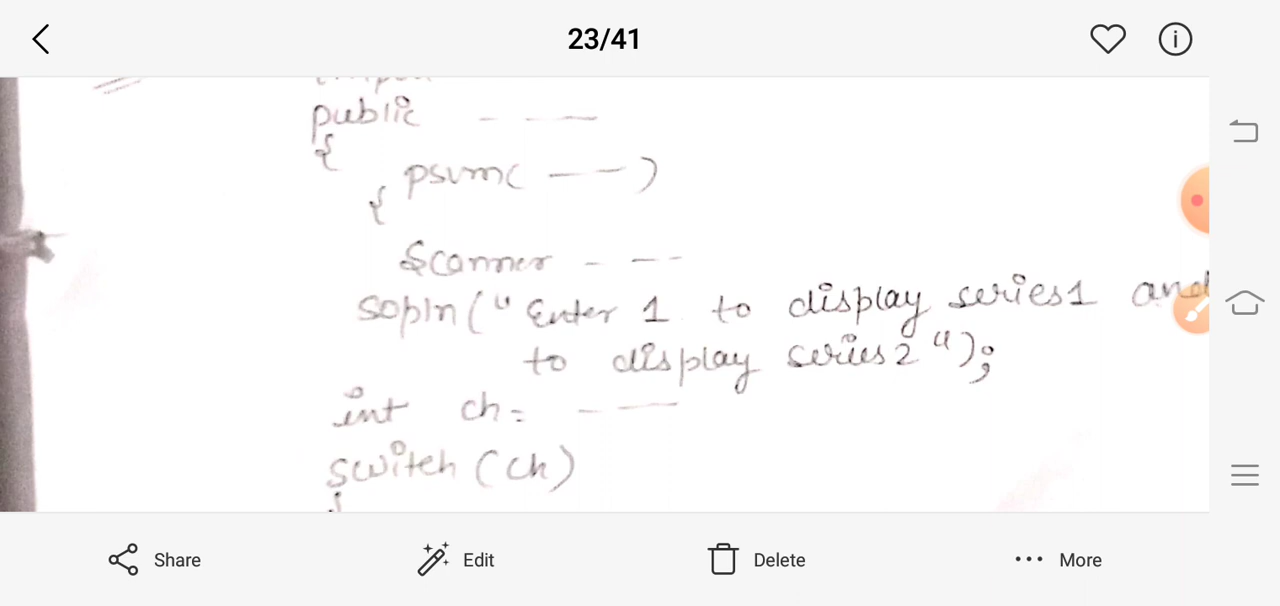 23/41
public - —
{
{ psvm( — )
Scanner - - -
sopln(" Enter 1 to display series1 and
to display series2 ");
int ch= - —
switch (ch)
{
Share Edit Delete More